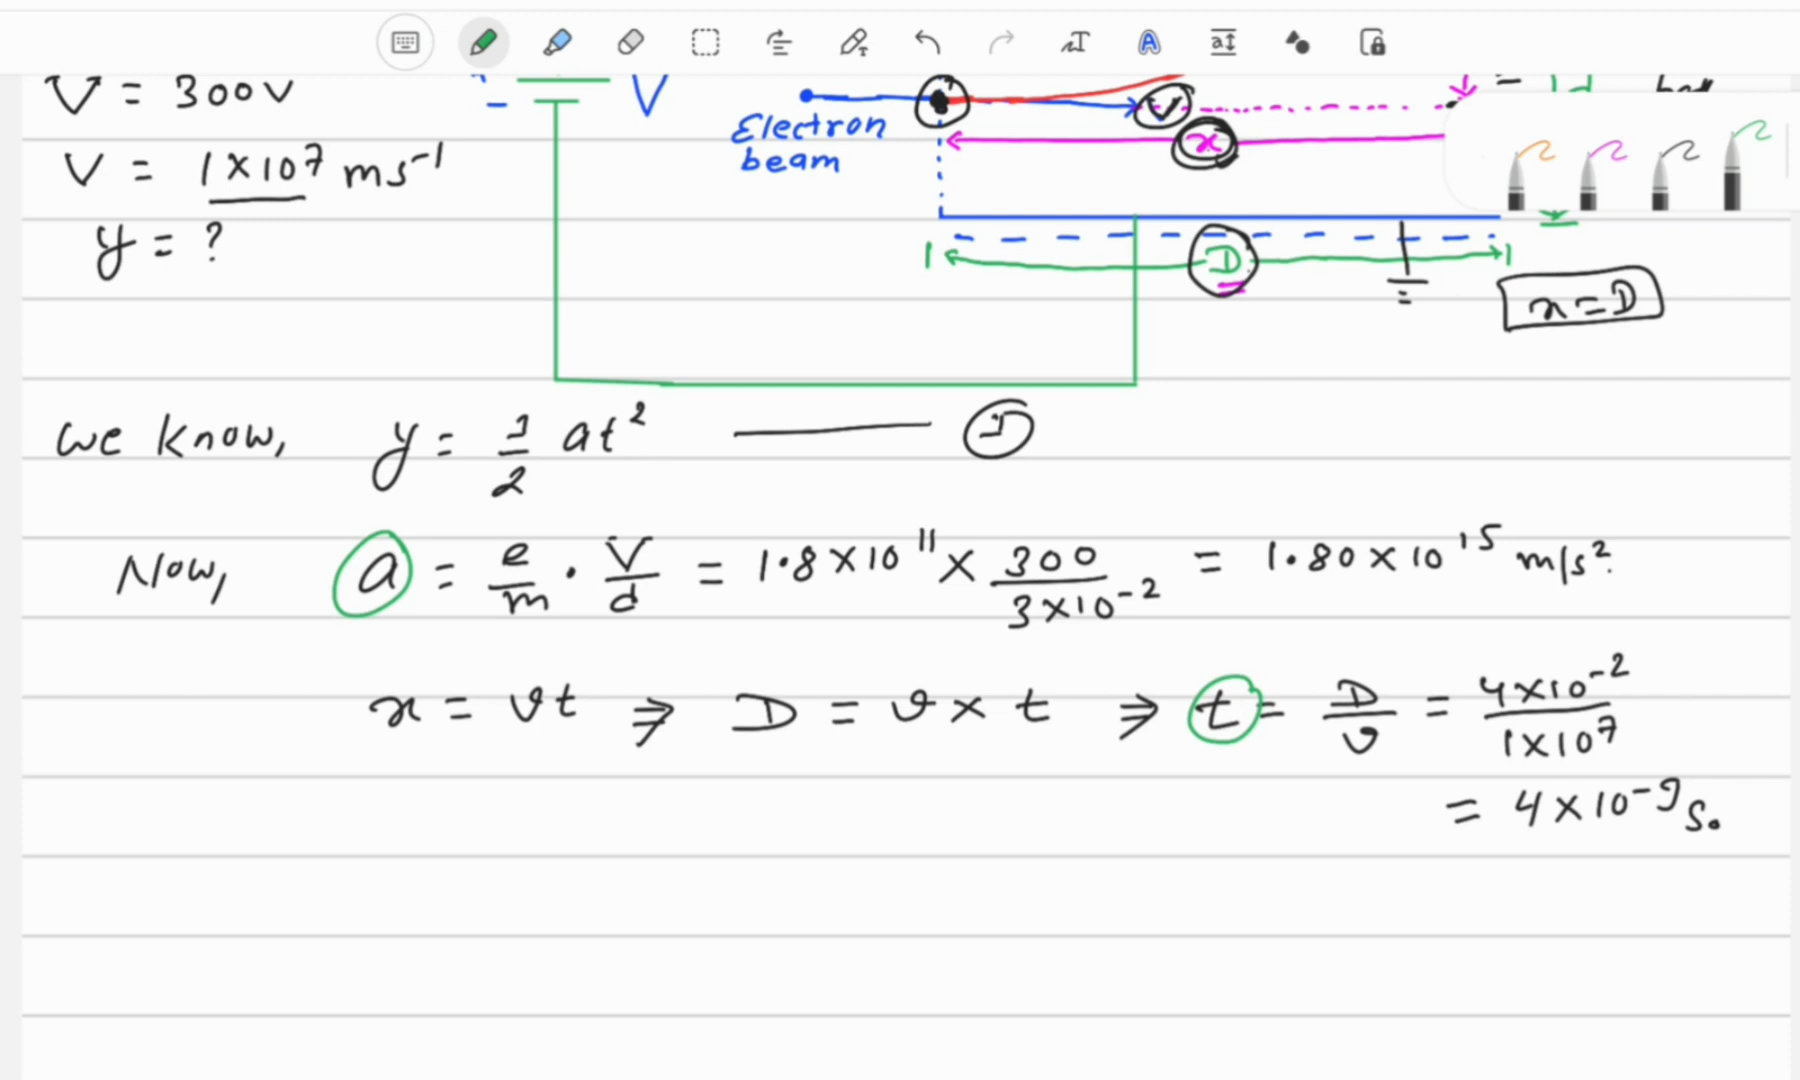 V = 300V
v = 1×10⁷ ms⁻¹
y = ?
- V
Electron
beam
v
x
D
x = D
We know, y = 1/2 at² ——— ①
Now, a = e/m · V/d = 1.8×10¹¹ × 300/3×10⁻² = 1.80×10¹⁵ m/s².
x = vt ⇒ D = v × t ⇒ t = D/v = 4×10⁻²/1×10⁷
= 4×10⁻⁹ s.